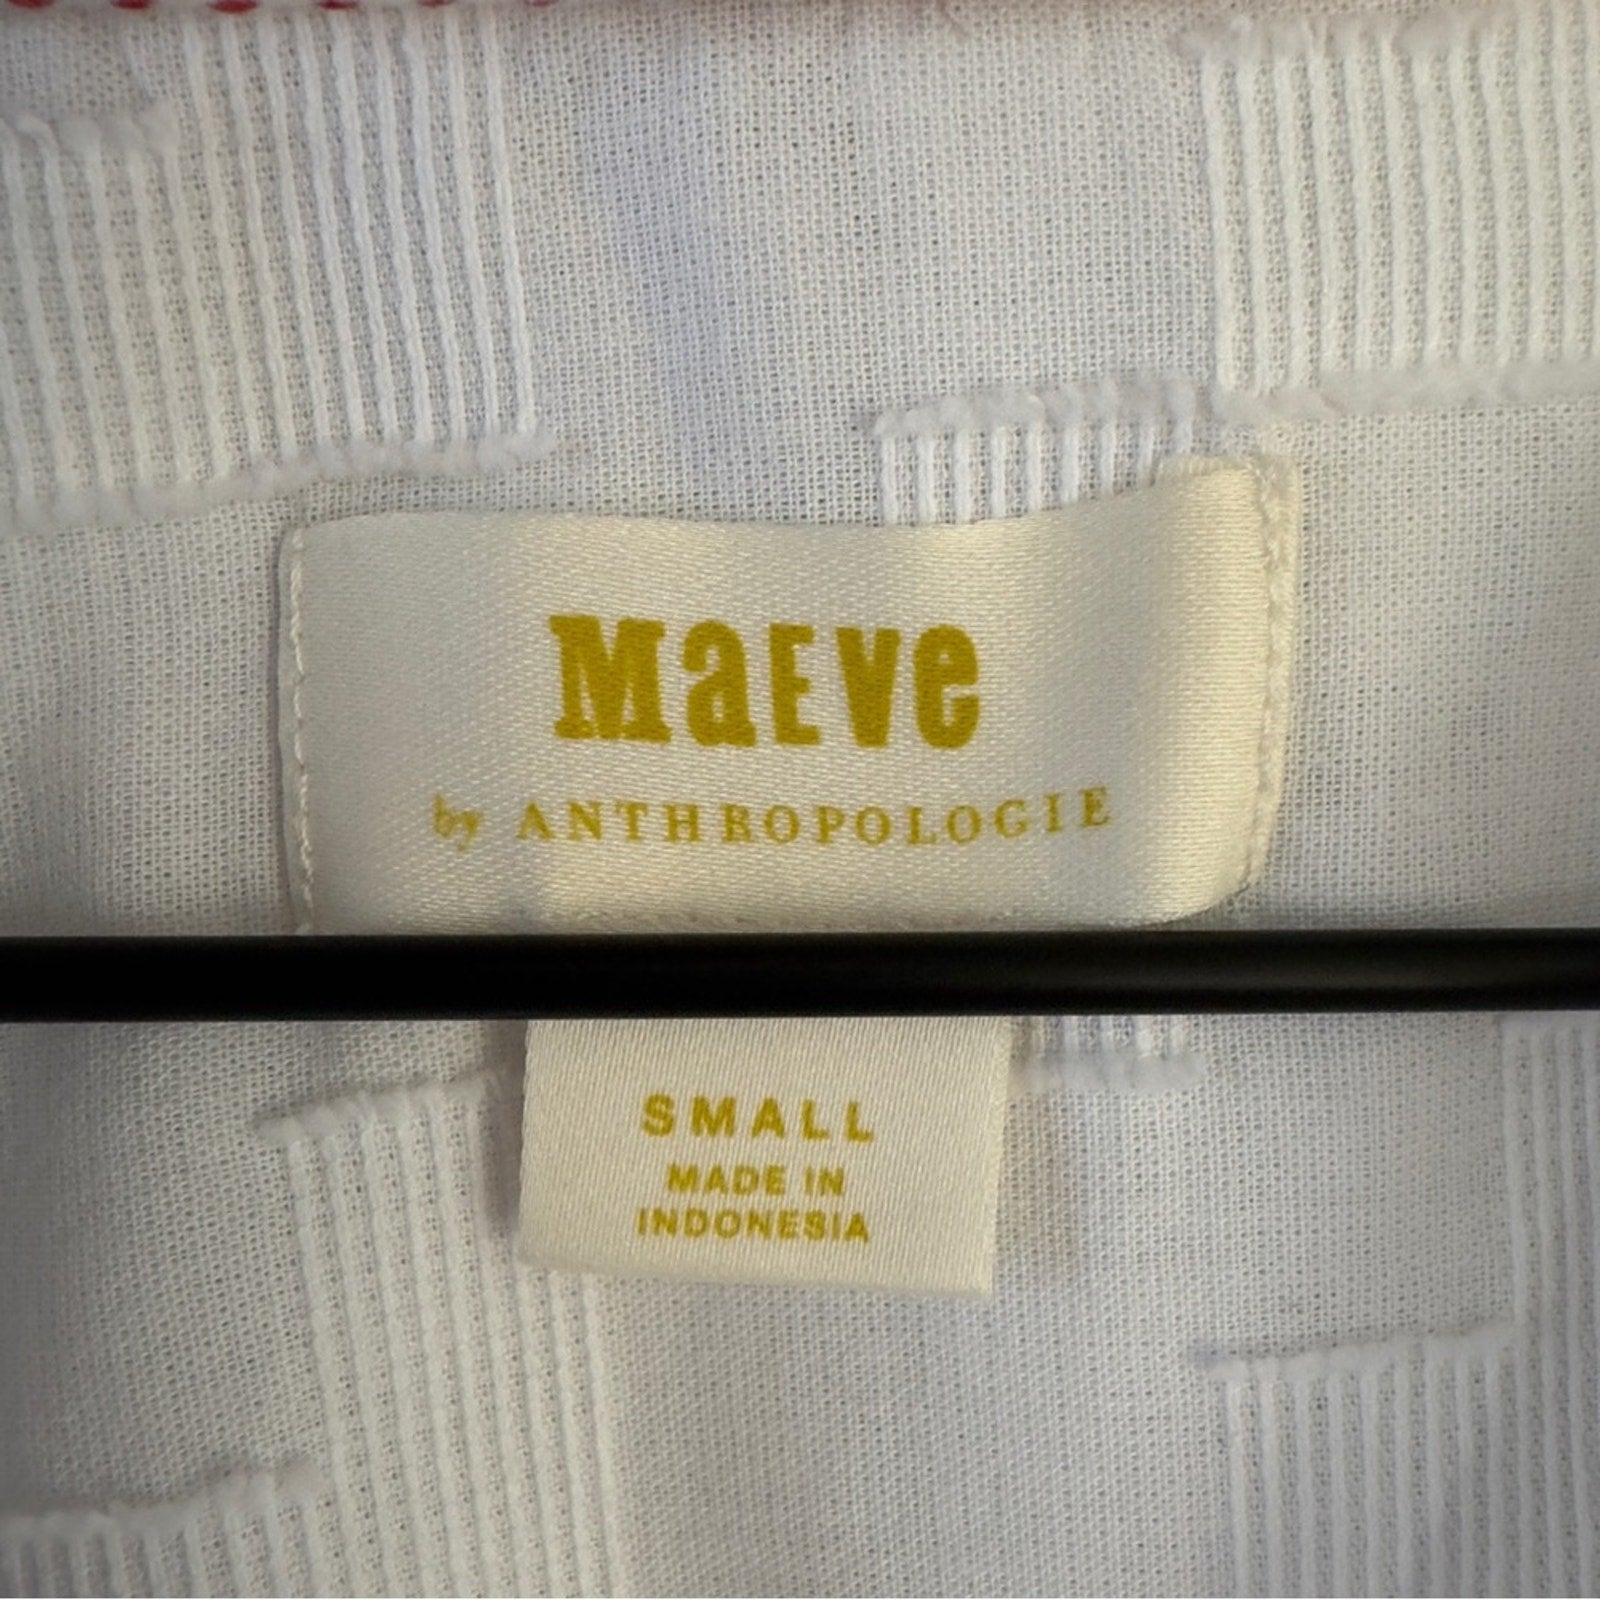 MaEve
by ANTHROPOLOGIE
SMALL
MADE IN
INDONESIA